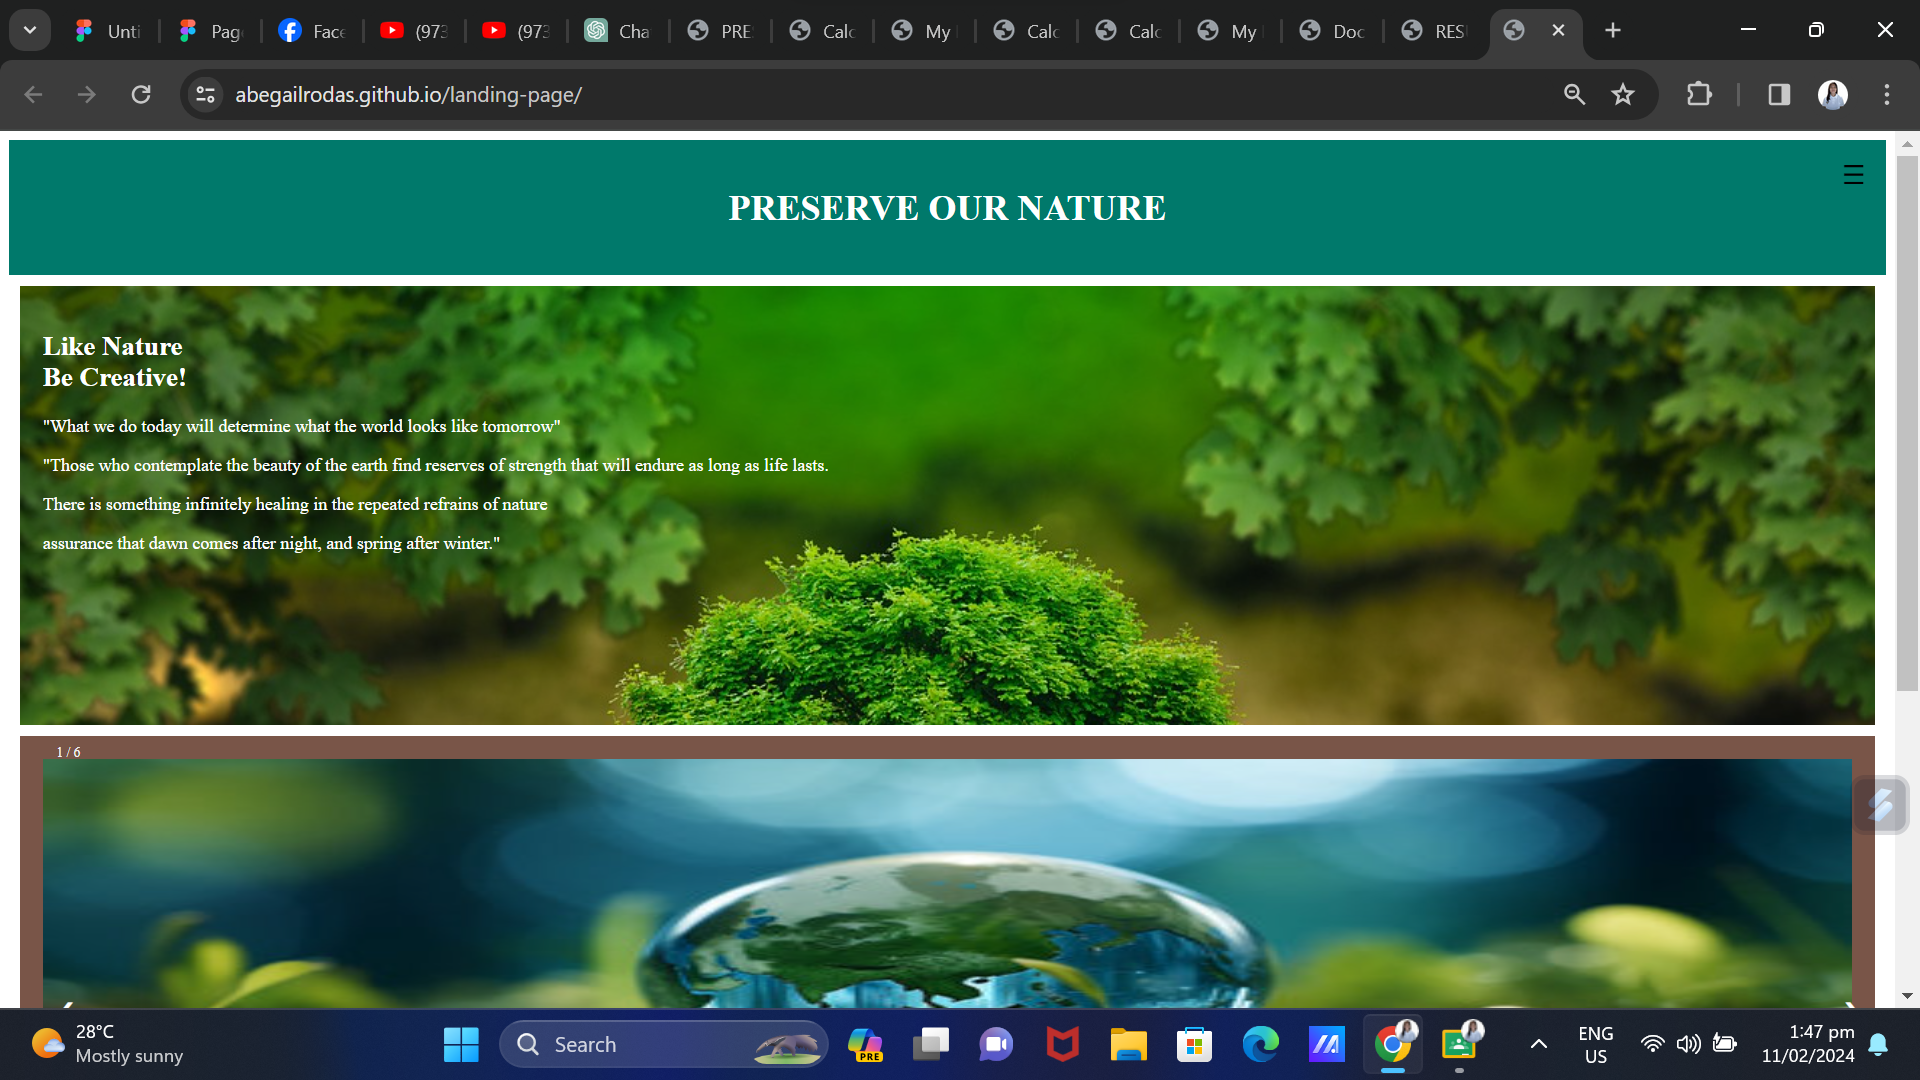 Unti
Pag
Face
(973
(973
Cha
PRE
Calc
My
Calc
Calc
My
Doc
RES
abegailrodas.github.io/landing-page/
PRESERVE OUR NATURE
Like Nature
Be Creative!
"What we do today will determine what the world looks like tomorrow"
"Those who contemplate the beauty of the earth find reserves of strength that will endure as long as life lasts.
There is something infinitely healing in the repeated refrains of nature
assurance that dawn comes after night, and spring after winter."
1 / 6
28°C
Mostly sunny
Search
PRE
ENG
US
1:47 pm
11/02/2024